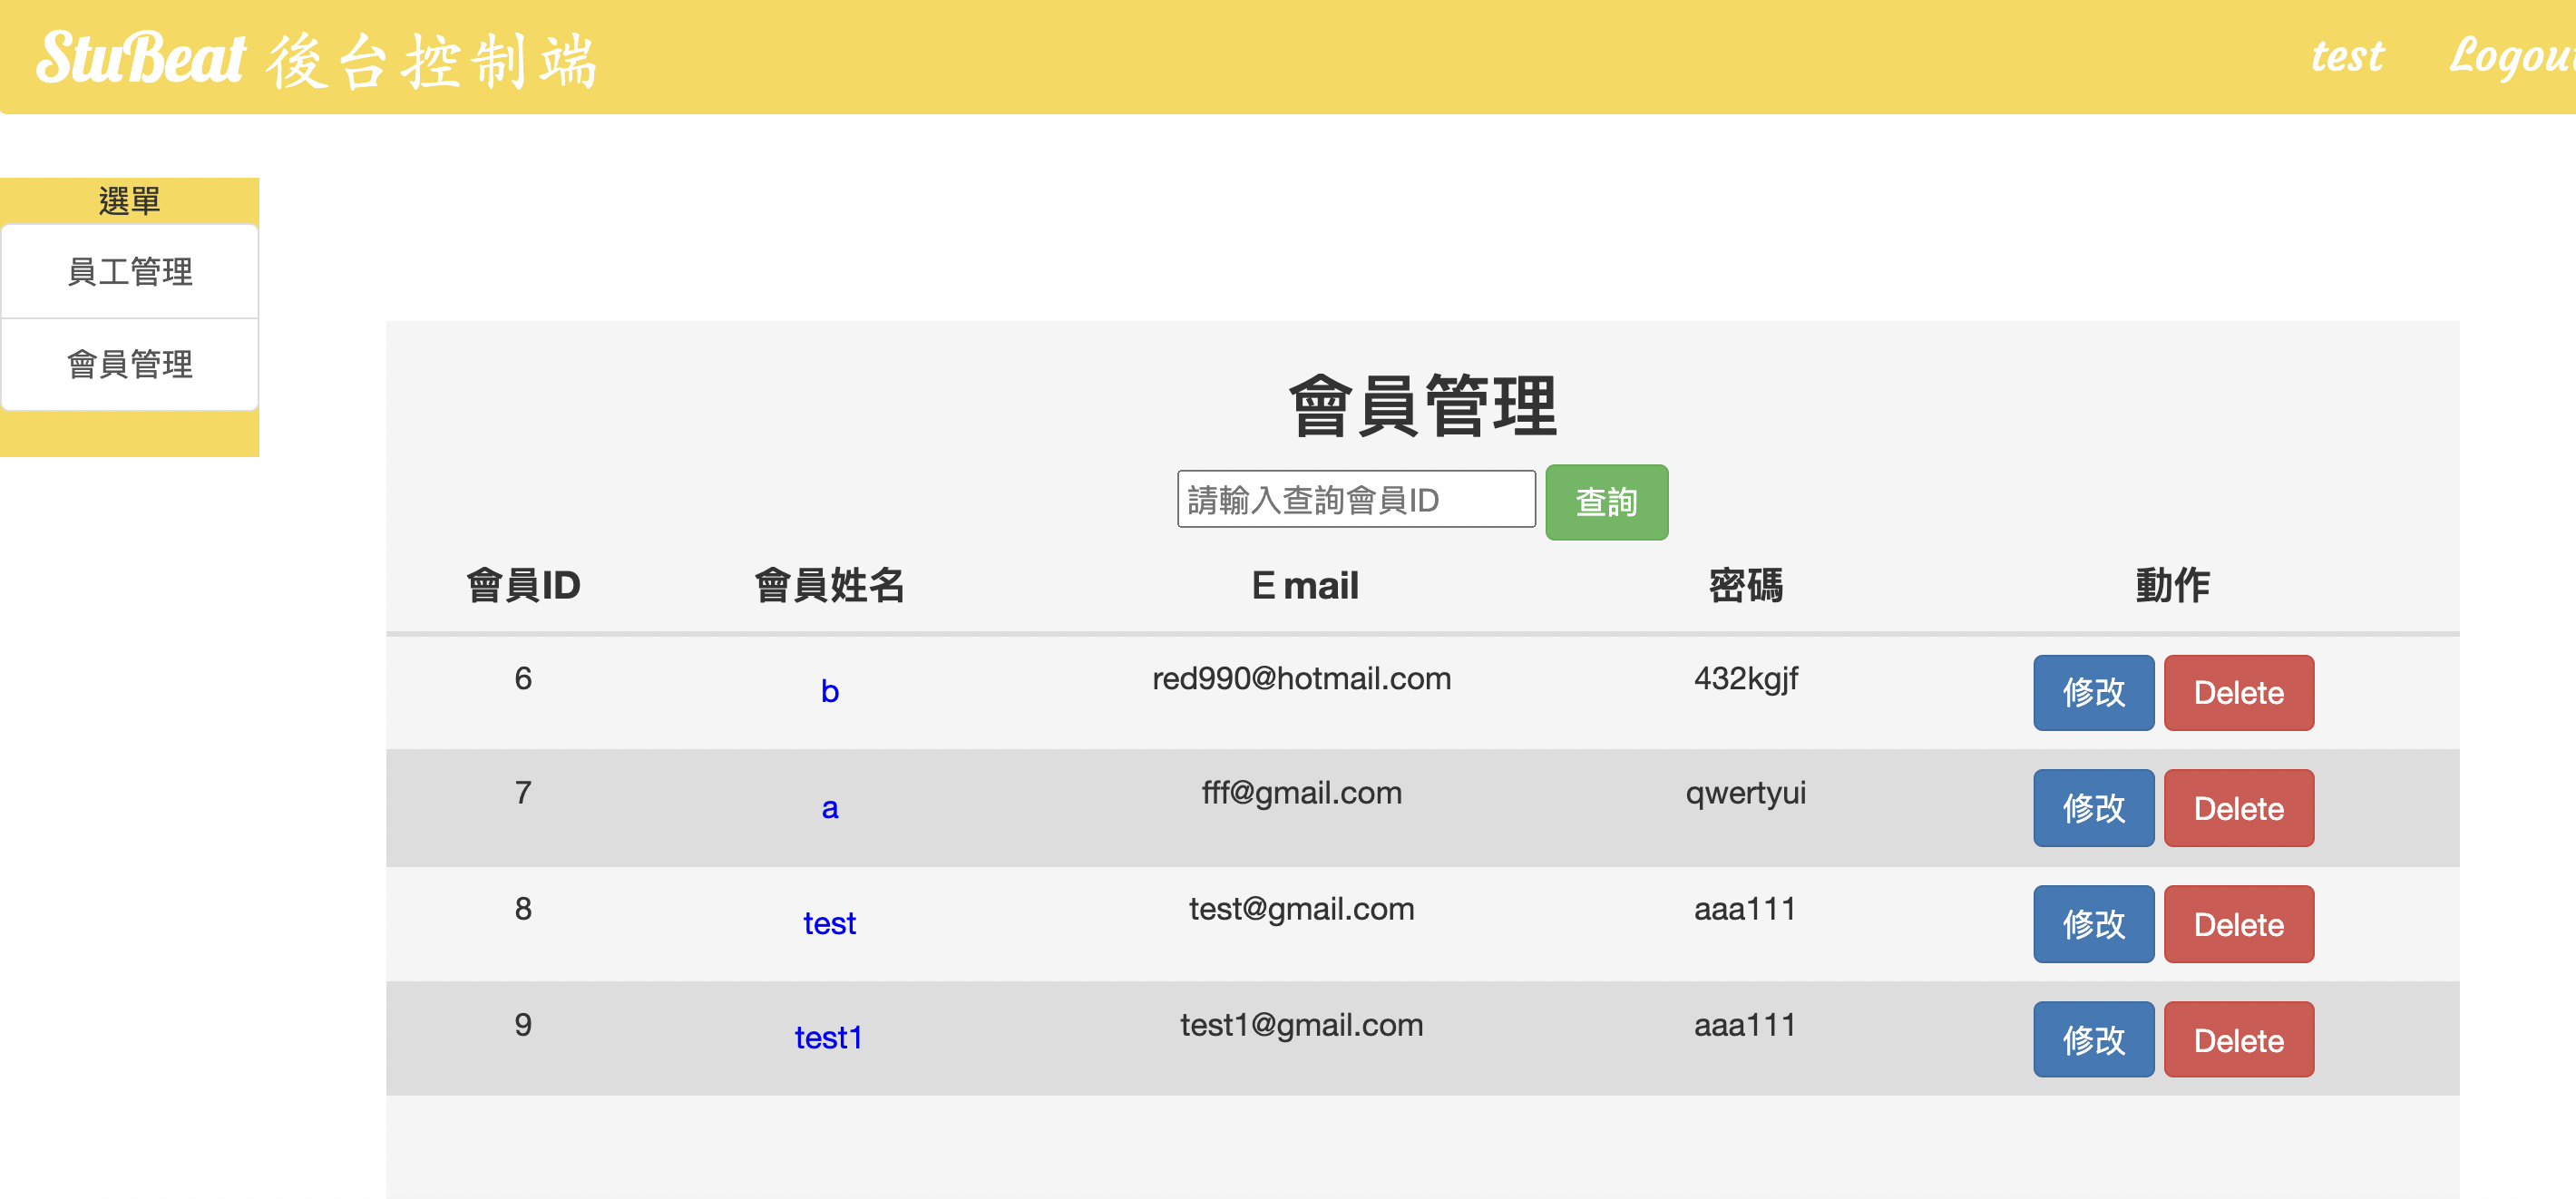 StuBeat 後台控制端
test Logout
選單
員工管理
會員管理
會員管理
請輸入查詢會員ID 查詢
會員ID 會員姓名 E mail 密碼 動作
6 b red990@hotmail.com 432kgjf 修改 Delete
7 a fff@gmail.com qwertyui 修改 Delete
8 test test@gmail.com aaa111 修改 Delete
9 test1 test1@gmail.com aaa111 修改 Delete